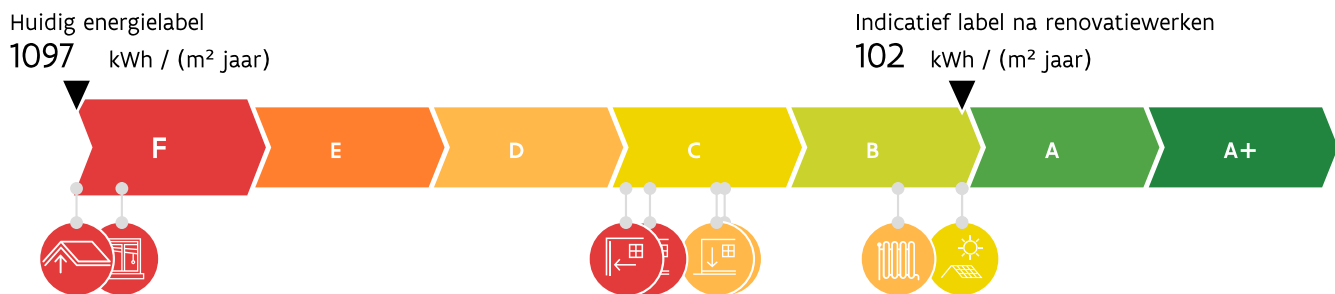 Huidig energielabel
1097 kWh / (m² jaar)
Indicatief label na renovatiewerken
102 kWh / (m² jaar)
F E D C B A A+